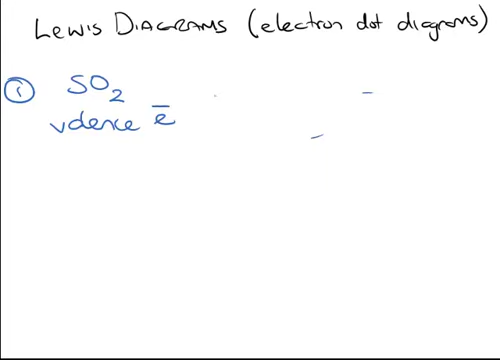 LEWIS DIAGRAMS (electron dot diagrams)
① SO₂
valence e̅